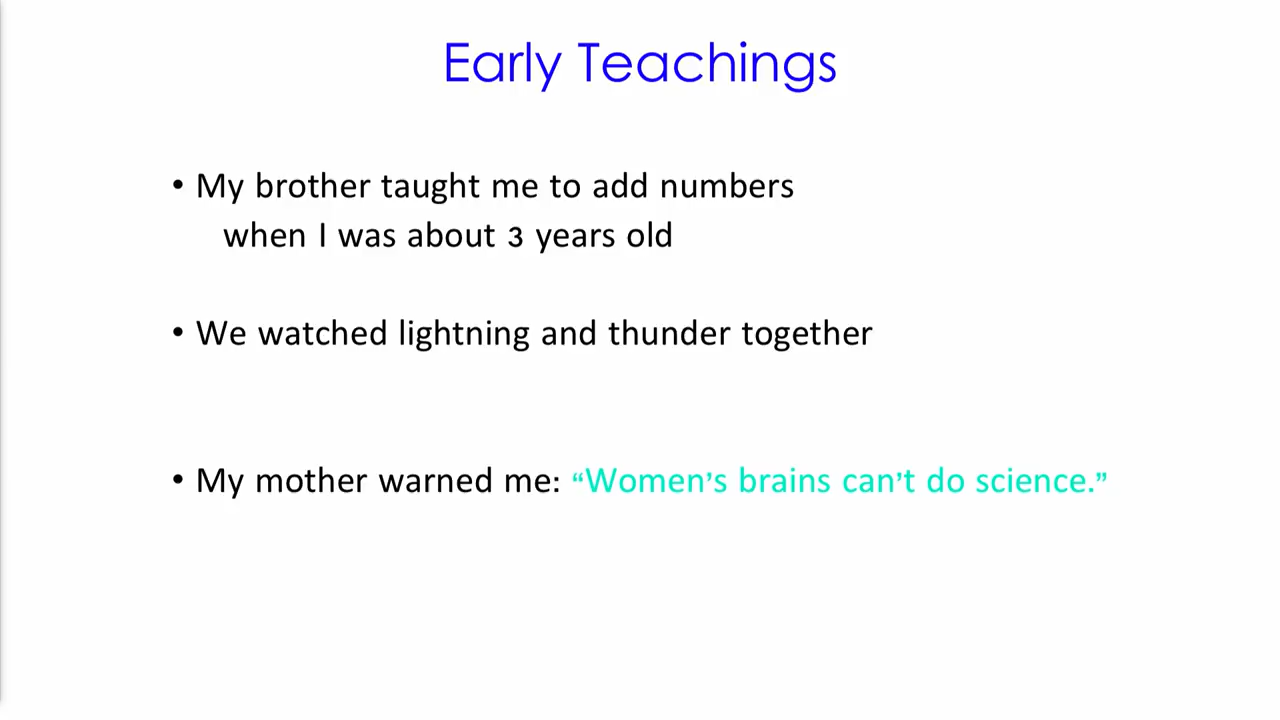 Early Teachings
• My brother taught me to add numbers
when I was about 3 years old
• We watched lightning and thunder together
• My mother warned me: “Women’s brains can’t do science.”